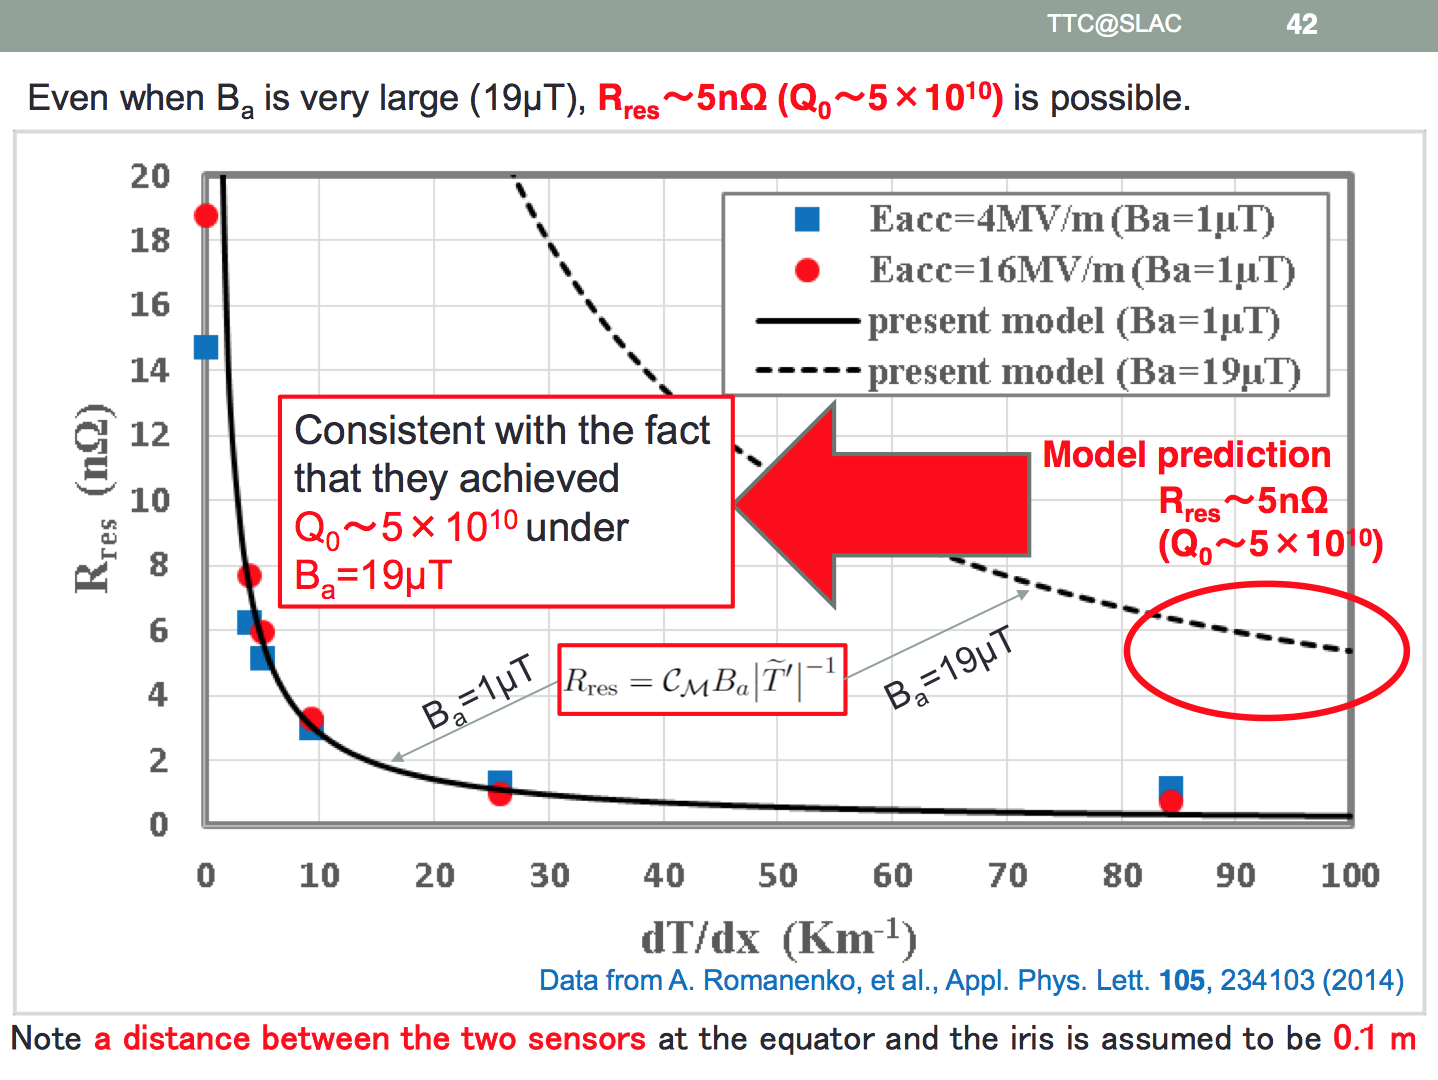 TTC@SLAC 42
Even when Ba is very large (19μT), Rres～5nΩ (Q0～5×10¹⁰) is possible.
20
18
16
14
12
10
8
6
4
2
0
Rres (nΩ)
Eacc=4MV/m (Ba=1μT)
Eacc=16MV/m (Ba=1μT)
present model (Ba=1μT)
present model (Ba=19μT)
Consistent with the fact
that they achieved
Q0～5×10¹⁰ under
Ba=19μT
Model prediction
Rres～5nΩ
(Q0～5×10¹⁰)
Ba=1μT
Rres = CM Ba|T̃′|⁻¹
Ba=19μT
0 10 20 30 40 50 60 70 80 90 100
dT/dx (Km⁻¹)
Data from A. Romanenko, et al., Appl. Phys. Lett. 105, 234103 (2014)
Note a distance between the two sensors at the equator and the iris is assumed to be 0.1 m